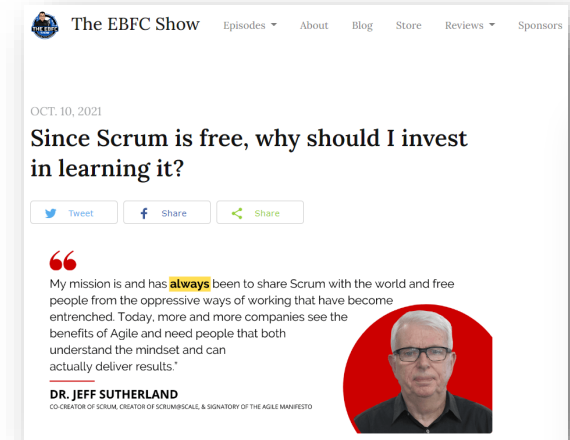 THE EBFC
SHOW
The EBFC Show
Episodes
About
Blog
Store
Reviews
Sponsors
OCT. 10, 2021
Since Scrum is free, why should I invest
in learning it?
Tweet
Share
Share
My mission is and has always been to share Scrum with the world and free
people from the oppressive ways of working that have become
entrenched. Today, more and more companies see the
benefits of Agile and need people that both
understand the mindset and can
actually deliver results."
DR. JEFF SUTHERLAND
CO-CREATOR OF SCRUM, CREATOR OF SCRUM@SCALE, & SIGNATORY OF THE AGILE MANIFESTO